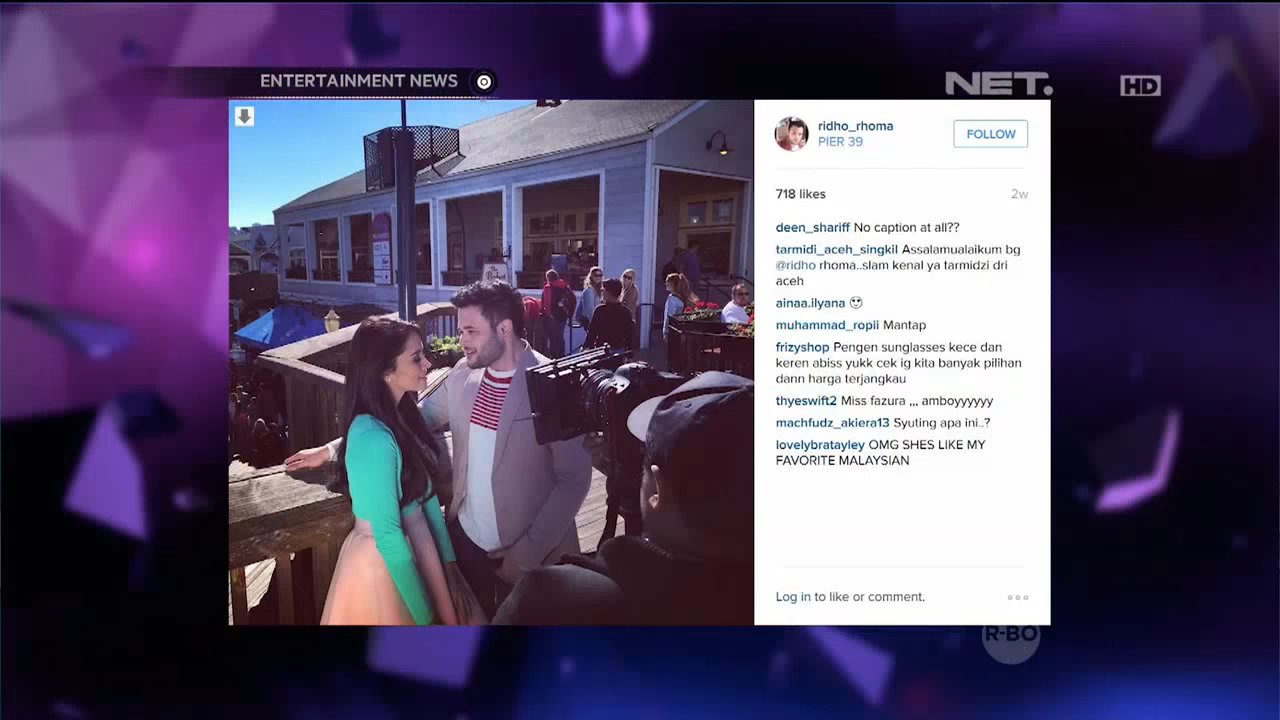 ENTERTAINMENT NEWS
NET.
HD
ridho_rhoma
PIER 39
FOLLOW
718 likes
2w
deen_shariff No caption at all??
tarmidi_aceh_singkil Assalamualaikum bg
@ridho rhoma..slam kenal ya tarmidzi dri
aceh
ainaa.ilyana
muhammad_ropii Mantap
frizyshop Pengen sunglasses kece dan
keren abiss yukk cek ig kita banyak pilihan
dann harga terjangkau
thyeswift2 Miss fazura ,,, amboyyyyyy
machfudz_akiera13 Syuting apa ini..?
lovelybratayley OMG SHES LIKE MY
FAVORITE MALAYSIAN
Log in to like or comment.
R-BO